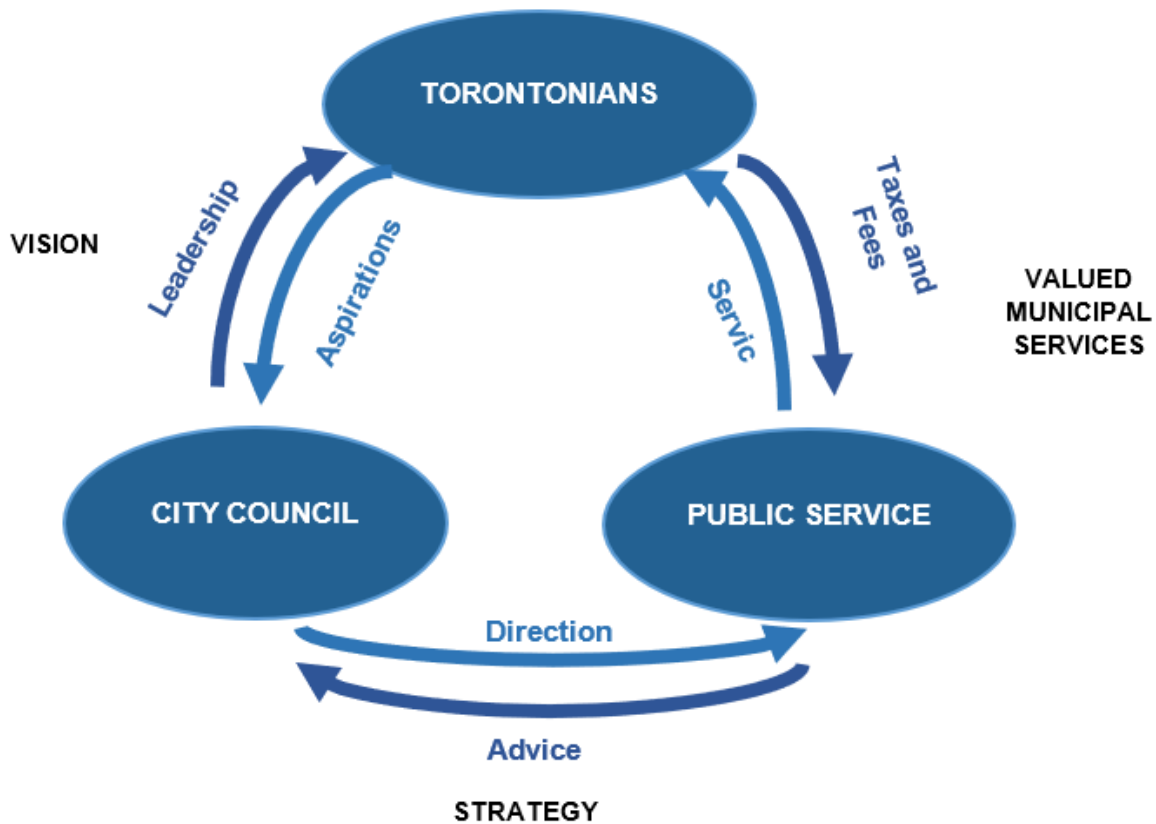 TORONTONIANS
Leadership
Aspirations
VISION
Taxes and
Fees
Servic
VALUED
MUNICIPAL
SERVICES
CITY COUNCIL
PUBLIC SERVICE
Direction
Advice
STRATEGY